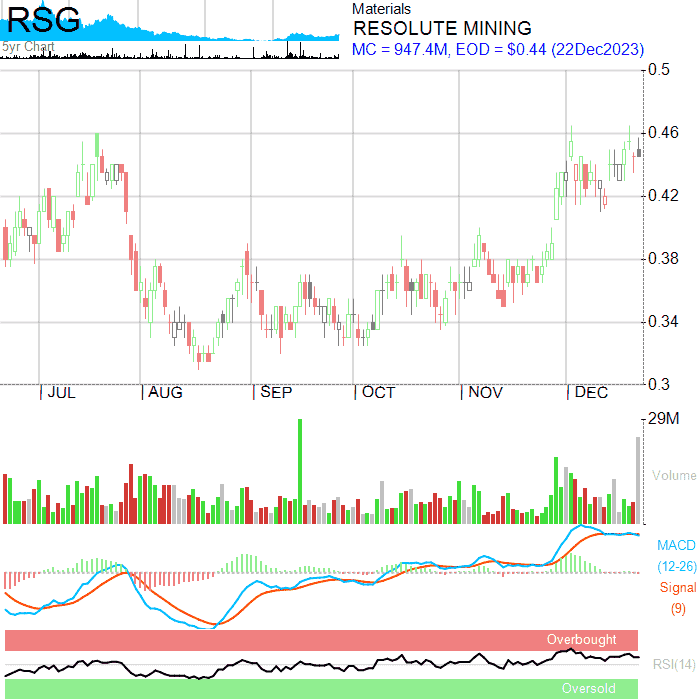 RSG
5yr Chart
Materials
RESOLUTE MINING
MC = 947.4M, EOD = $0.44 (22Dec2023)
0.5
0.46
0.42
0.38
0.34
0.3
JUL AUG SEP OCT NOV DEC
29M
Volume
MACD
(12-26)
Signal
(9)
Overbought
RSI(14)
Oversold